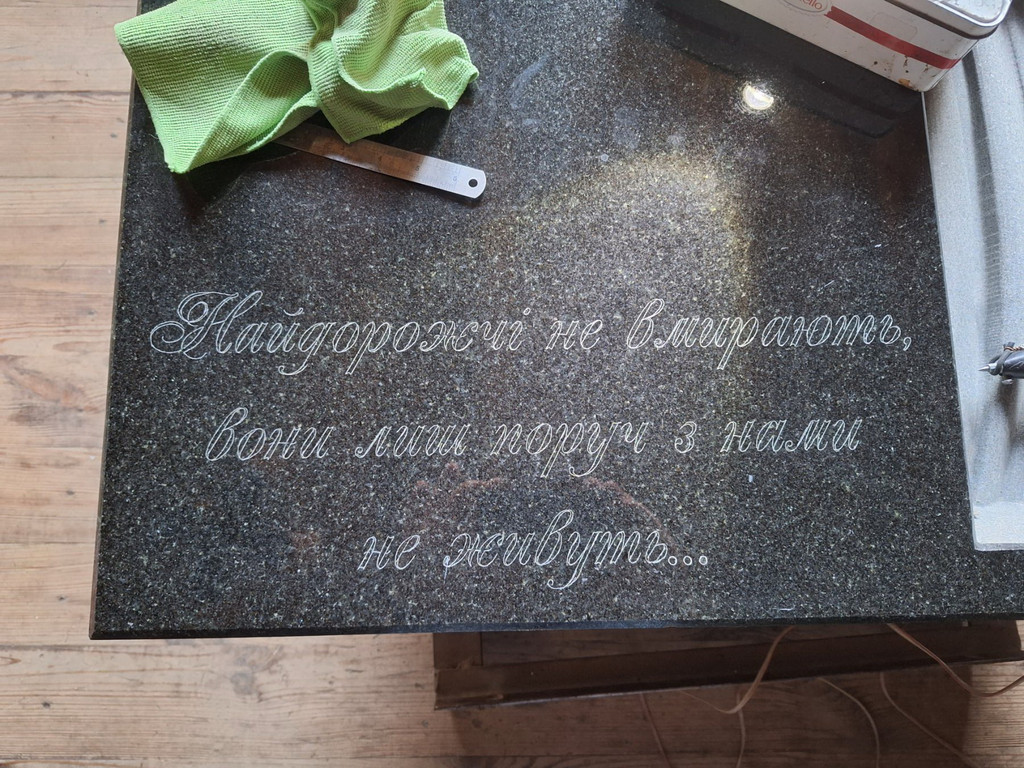 Найдорожчі не вмирають,
вони лиш поруч з нами
не живуть...